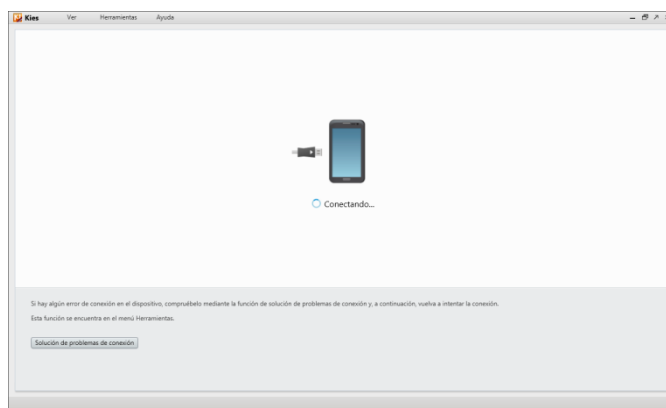 Kies Ver Herramientas Ayuda
Conectando...
Si hay algún error de conexión en el dispositivo, compruébelo mediante la función de solución de problemas de conexión y, a continuación, vuelva a intentar la conexión.
Esta función se encuentra en el menú Herramientas.
Solución de problemas de conexión